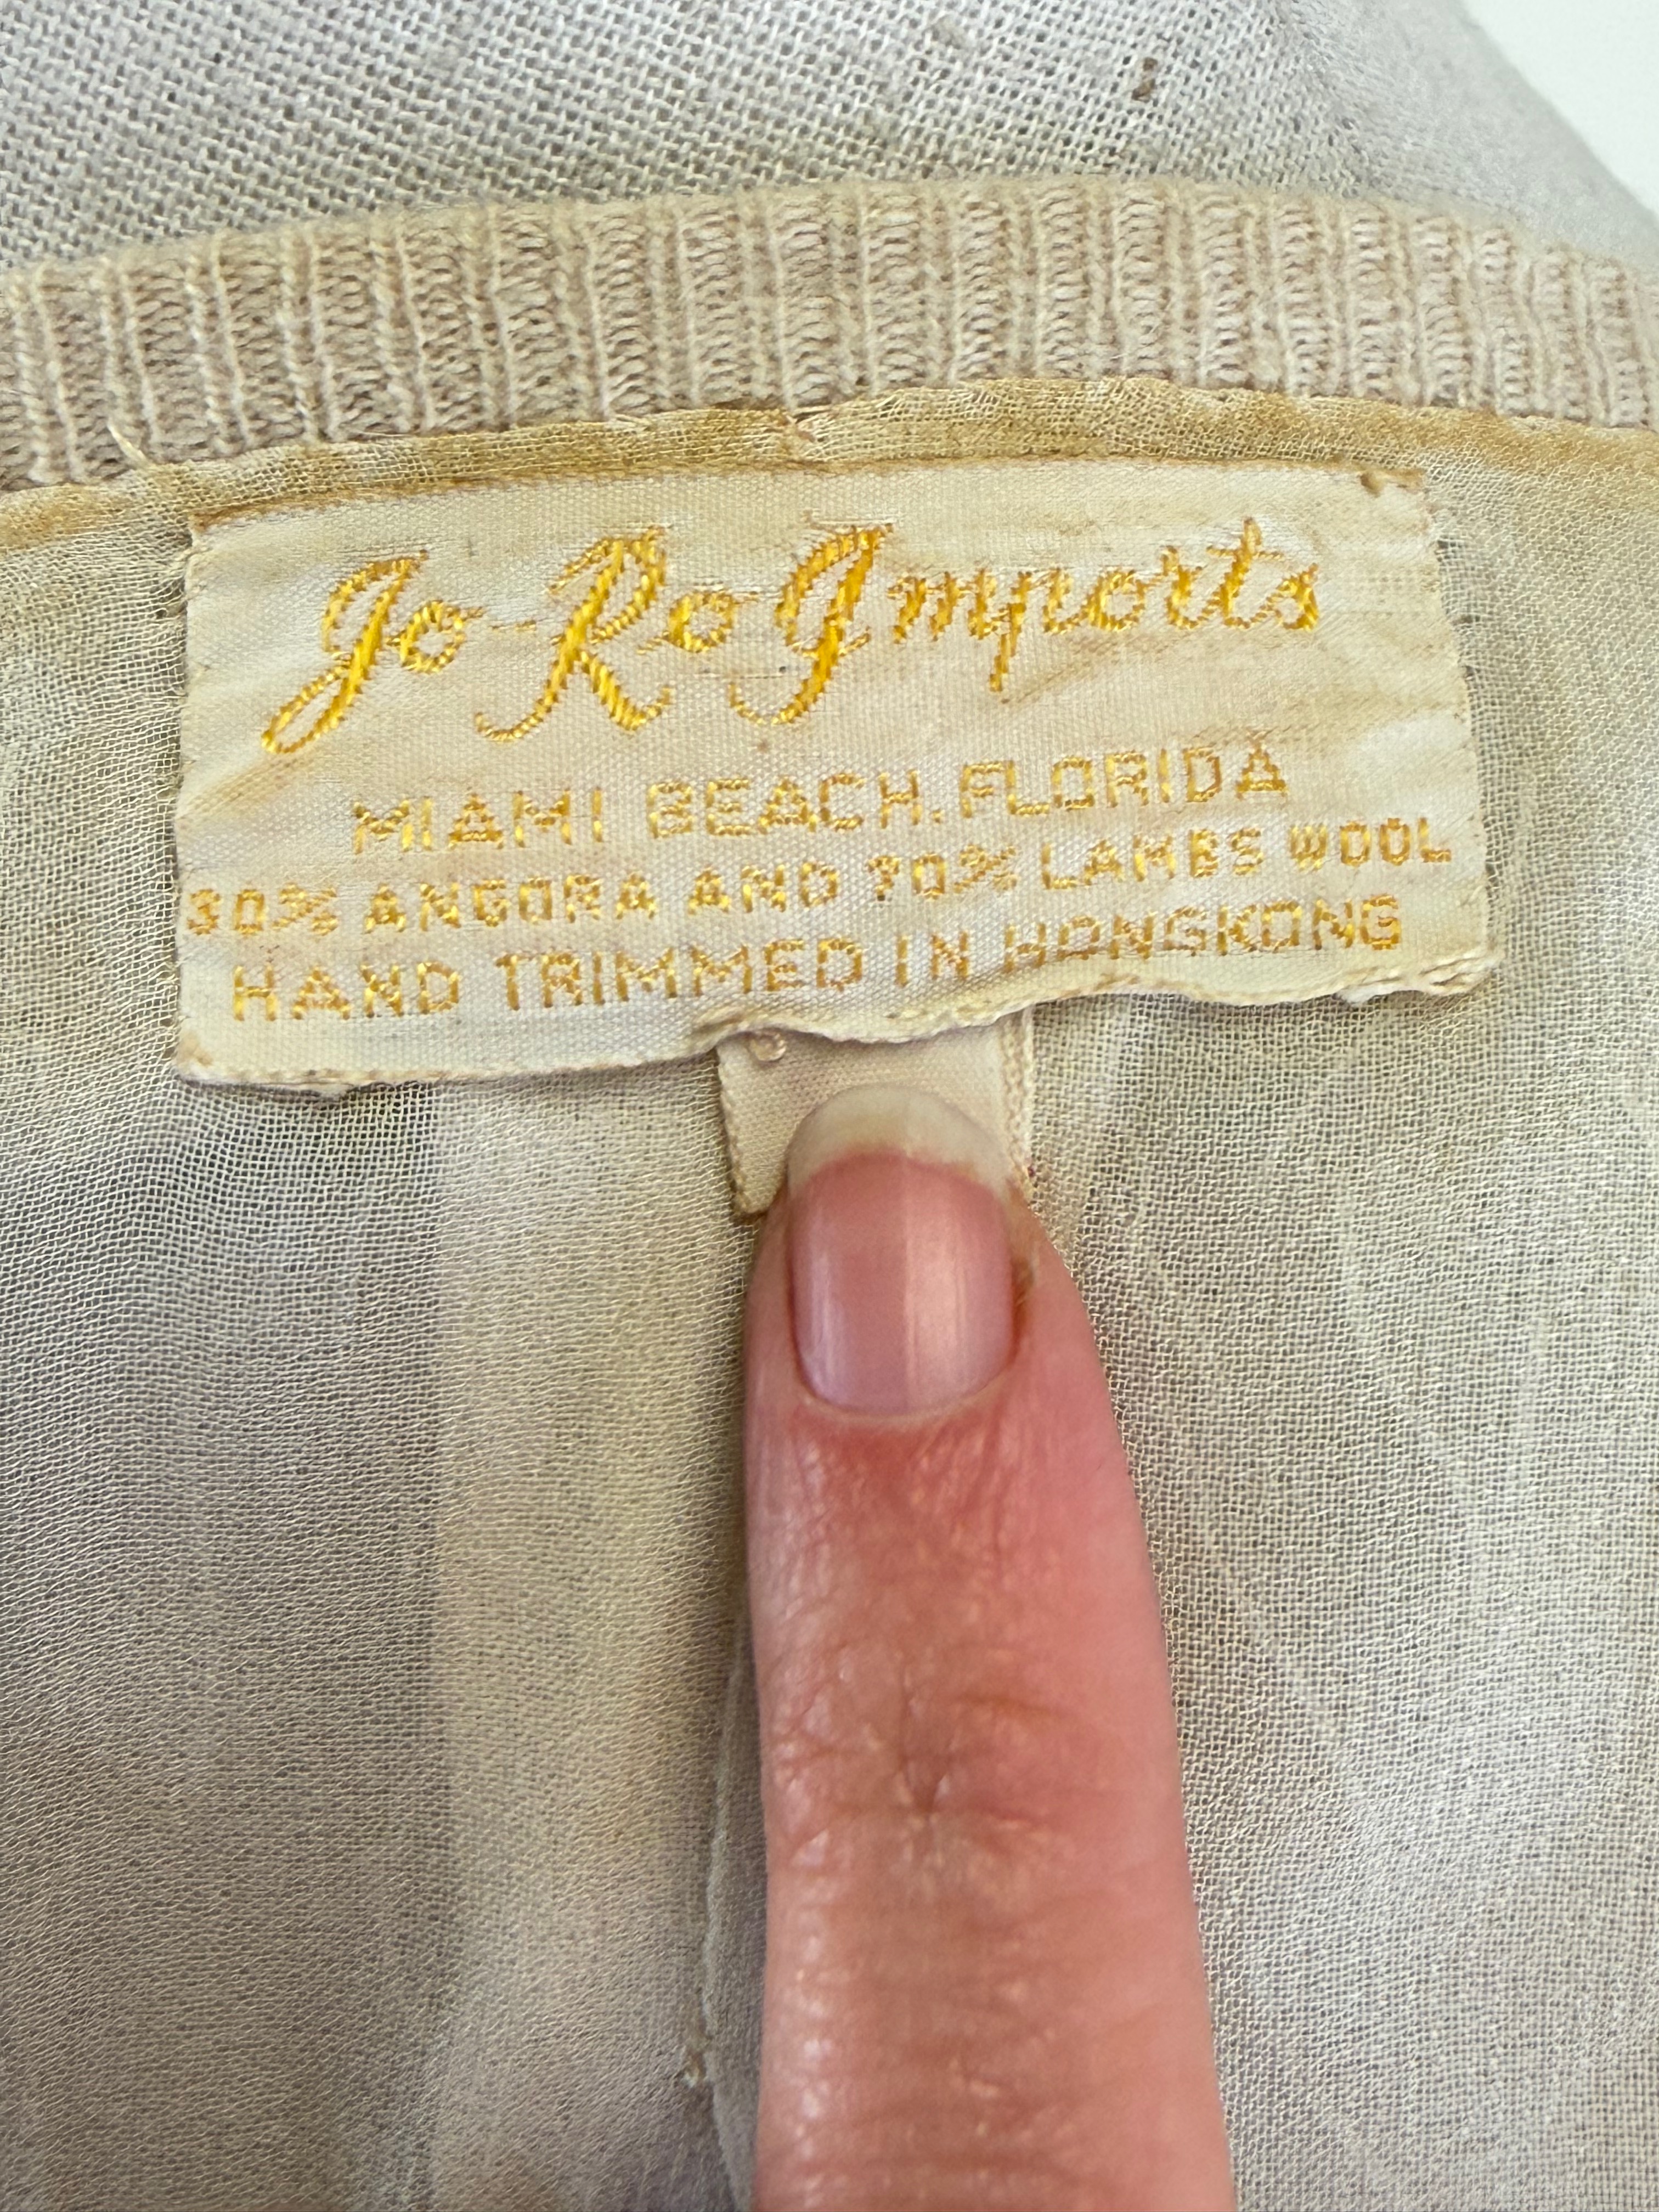 Jo-Ro Imports
MIAMI BEACH, FLORIDA
30% ANGORA AND 70% LAMBS WOOL
HAND TRIMMED IN HONGKONG